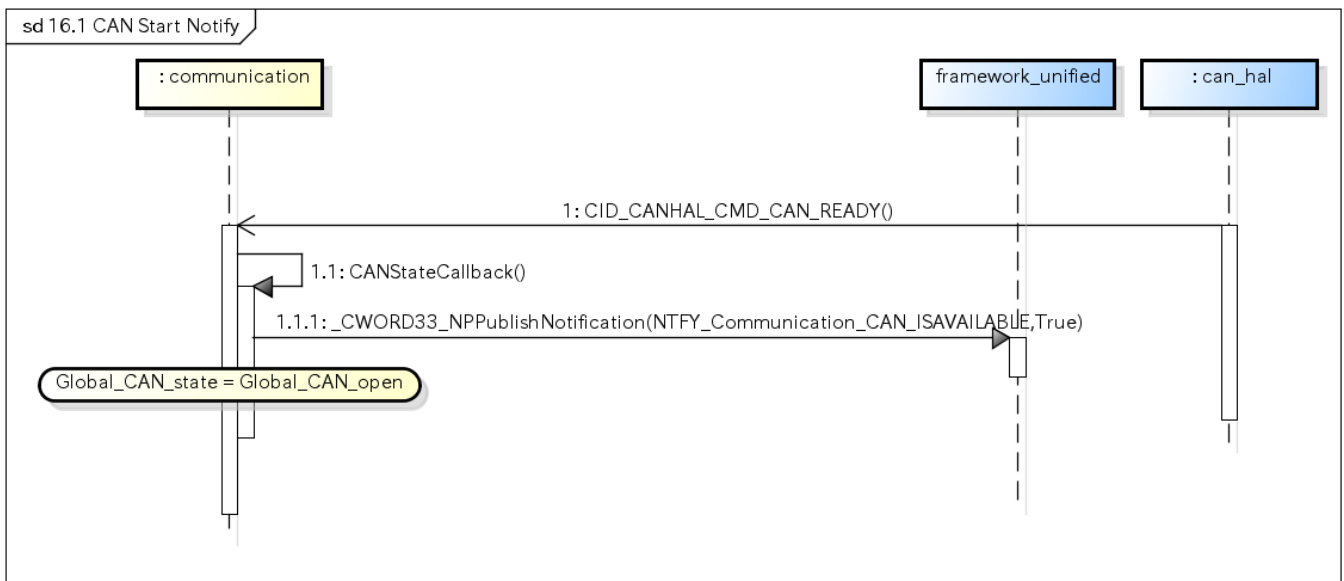 sd 16.1 CAN Start Notify
: communication
framework_unified
: can_hal
1: CID_CANHAL_CMD_CAN_READY()
1.1: CANStateCallback()
1.1.1: _CWORD33_NPPublishNotification(NTFY_Communication_CAN_ISAVAILABLE,True)
Global_CAN_state = Global_CAN_open